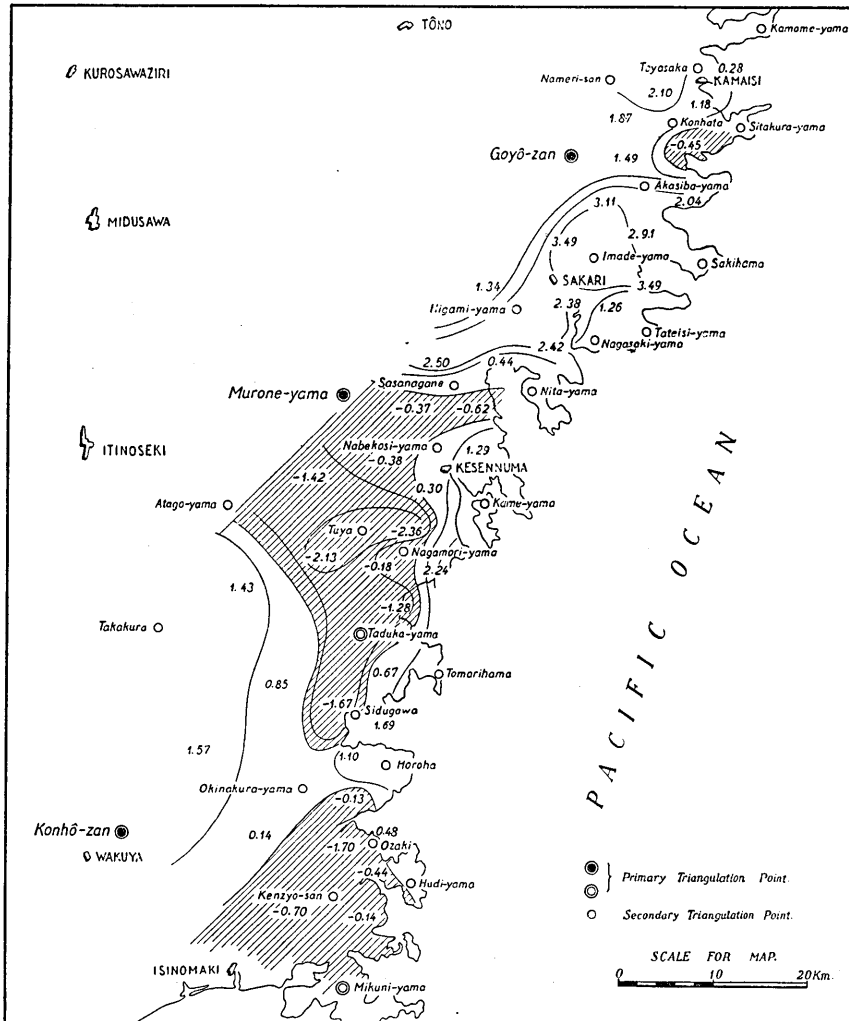 TÔNO
Kamame-yama
KUROSAWAZIRI
Nameri-san
Toyasaka
0.28
KAMAISI
2.10
1.18
1.87
Konhata
Sitakura-yama
-0.45
Goyô-zan
1.49
Akasiba-yama
2.04
MIDUSAWA
3.11
3.49
2.91
Imade-yama
Sakihama
SAKARI
1.34
3.49
Higami-yama
2.38
1.26
Tateisi-yama
Nagasaki-yama
2.42
2.50
0.44
Sasanagane
Nita-yama
Murone-yama
-0.37
-0.62
ITINOSEKI
Nabekosi-yama
1.29
-0.38
KESENNUMA
-1.42
0.30
Atago-yama
Kame-yama
Tuya
-2.36
-2.13
Nagamori-yama
-0.18
2.24
1.43
-1.28
Takakura
Taduka-yama
0.67
Tomarihama
0.85
-1.67
Sidugawa
1.69
1.57
1.10
Horoha
Okinakura-yama
-0.13
Konhô-zan
0.14
0.48
WAKUYA
-1.70
Ozaki
-0.44
Hudi-yama
Kenzyo-san
-0.70
-0.14
ISINOMAKI
Mikuni-yama
PACIFIC OCEAN
Primary Triangulation Point.
Secondary Triangulation Point.
SCALE FOR MAP.
0 10 20 Km.